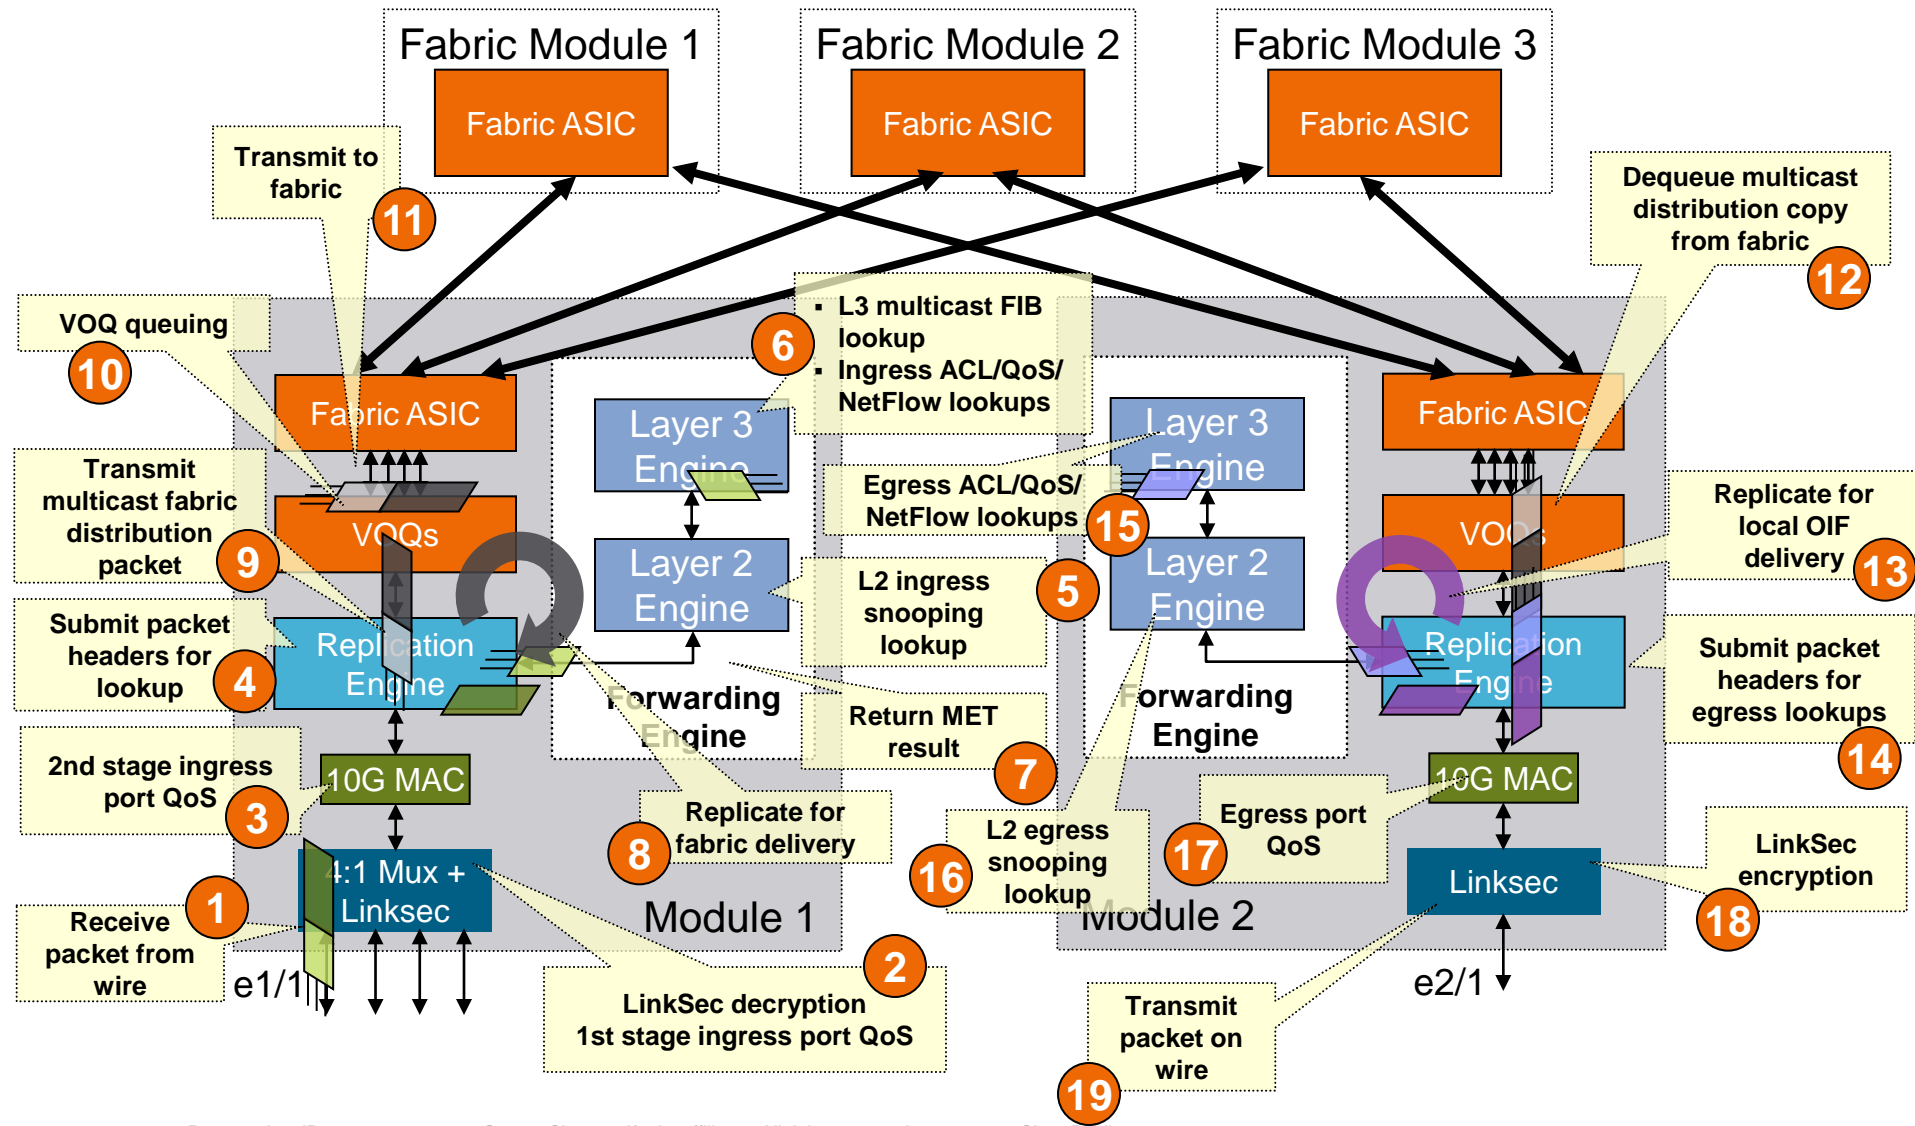 Fabric Module 1
Fabric ASIC
Fabric Module 2
Fabric ASIC
Fabric Module 3
Fabric ASIC
Transmit to
fabric
11
Dequeue multicast
distribution copy
from fabric
12
VOQ queuing
10
▪ L3 multicast FIB
lookup
▪ Ingress ACL/QoS/
NetFlow lookups
6
Fabric ASIC
Layer 3
Engine
Layer 3
Engine
Fabric ASIC
Transmit
multicast fabric
distribution
packet
9
VOQs
Egress ACL/QoS/
NetFlow lookups
15
VOQs
Replicate for
local OIF
delivery
13
Layer 2
Engine
L2 ingress
snooping
lookup
5
Layer 2
Engine
Submit packet
headers for
lookup
4
Replication
Engine
Replication
Engine
Submit packet
headers for
egress lookups
14
Forwarding
Engine
Return MET
result
7
Forwarding
Engine
2nd stage ingress
port QoS
3
10G MAC
Replicate for
fabric delivery
8
L2 egress
snooping
lookup
16
Egress port
QoS
17
10G MAC
LinkSec
encryption
18
4:1 Mux +
Linksec
Linksec
Module 1
Module 2
1
Receive
packet from
wire
e1/1
2
LinkSec decryption
1st stage ingress port QoS
Transmit
packet on
wire
19
e2/1